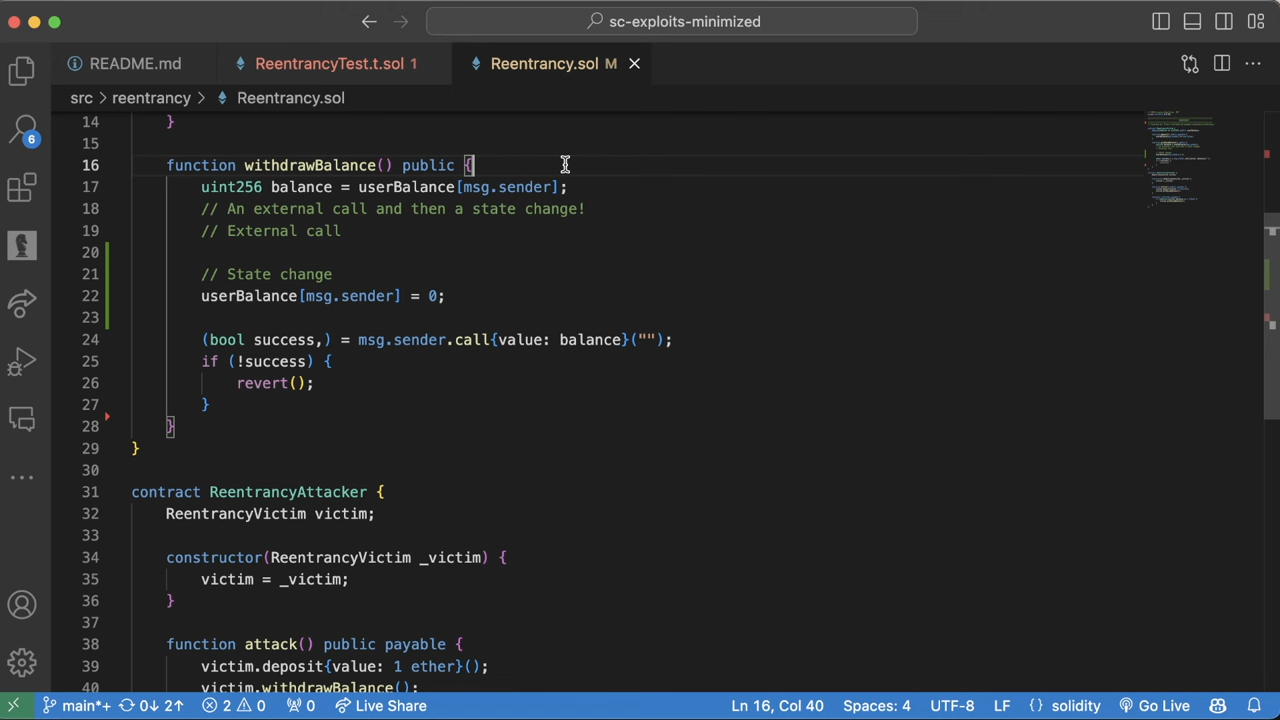 sc-exploits-minimized
README.md
ReentrancyTest.t.sol 1
Reentrancy.sol M
src > reentrancy > Reentrancy.sol
6
14 }
15
16 function withdrawBalance() public {
17 uint256 balance = userBalance[msg.sender];
18 // An external call and then a state change!
19 // External call
20
21 // State change
22 userBalance[msg.sender] = 0;
23
24 (bool success,) = msg.sender.call{value: balance}("");
25 if (!success) {
26 revert();
27 }
28 }
29 }
30
31 contract ReentrancyAttacker {
32 ReentrancyVictim victim;
33
34 constructor(ReentrancyVictim _victim) {
35 victim = _victim;
36 }
37
38 function attack() public payable {
39 victim.deposit{value: 1 ether}();
40 victim.withdrawBalance();
main*+ 0↓ 2↑ 2 0 0 Live Share Ln 16, Col 40 Spaces: 4 UTF-8 LF {} solidity Go Live